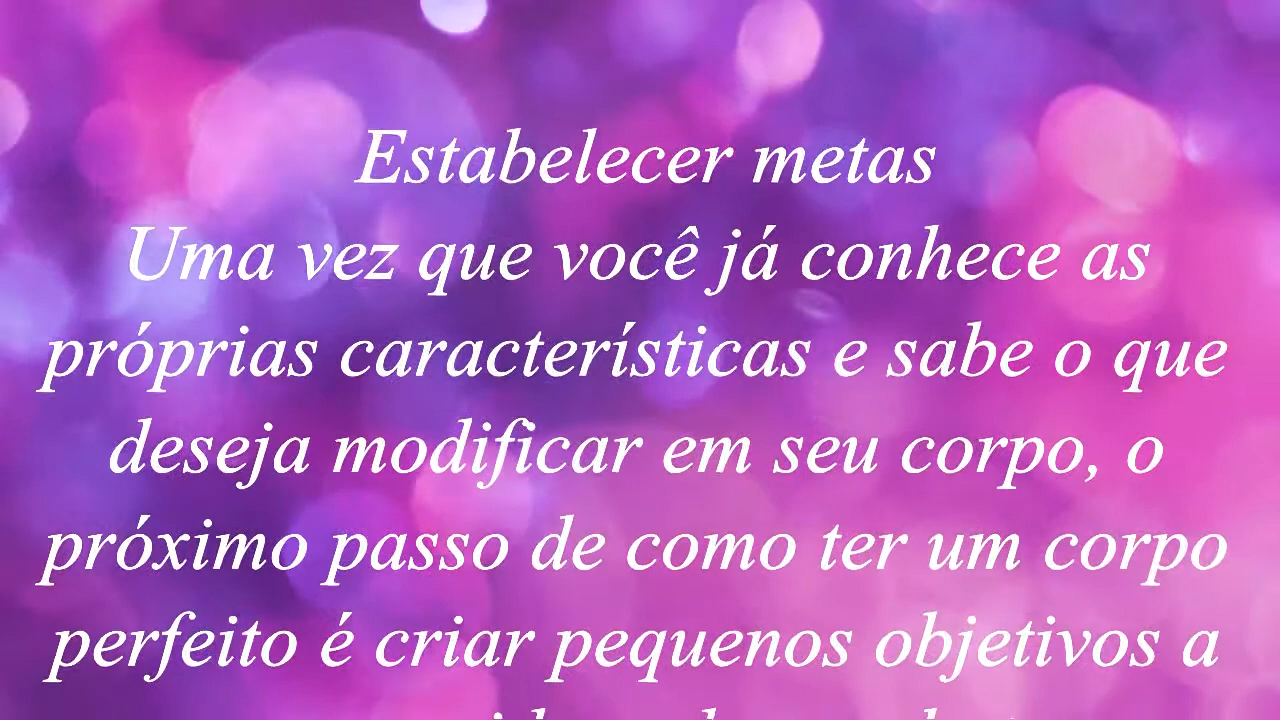 Estabelecer metas
Uma vez que você já conhece as
próprias características e sabe o que
deseja modificar em seu corpo, o
próximo passo de como ter um corpo
perfeito é criar pequenos objetivos a